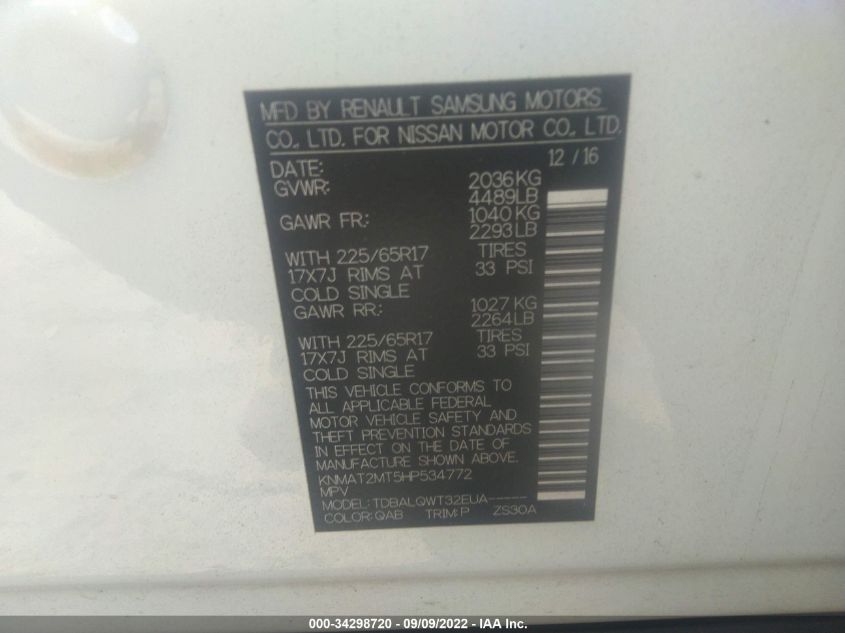 MFD BY RENAULT SAMSUNG MOTORS
CO., LTD. FOR NISSAN MOTOR CO., LTD.
DATE: 12 / 16
GVWR: 2036KG
4489LB
GAWR FR: 1040 KG
2293LB
WITH 225/65R17 TIRES
17X7J RIMS AT 33 PSI
COLD SINGLE
GAWR RR: 1027 KG
2264LB
WITH 225/65R17 TIRES
17X7J RIMS AT 33 PSI
COLD SINGLE
THIS VEHICLE CONFORMS TO
ALL APPLICABLE FEDERAL
MOTOR VEHICLE SAFETY AND
THEFT PREVENTION STANDARDS
IN EFFECT ON THE DATE OF
MANUFACTURE SHOWN ABOVE.
KNMAT2MT5HP534772
MPV
MODEL: TDBALQWT32EUA-----
COLOR: QAB TRIM: P ZS30A
000-34298720 - 09/09/2022 - IAA Inc.